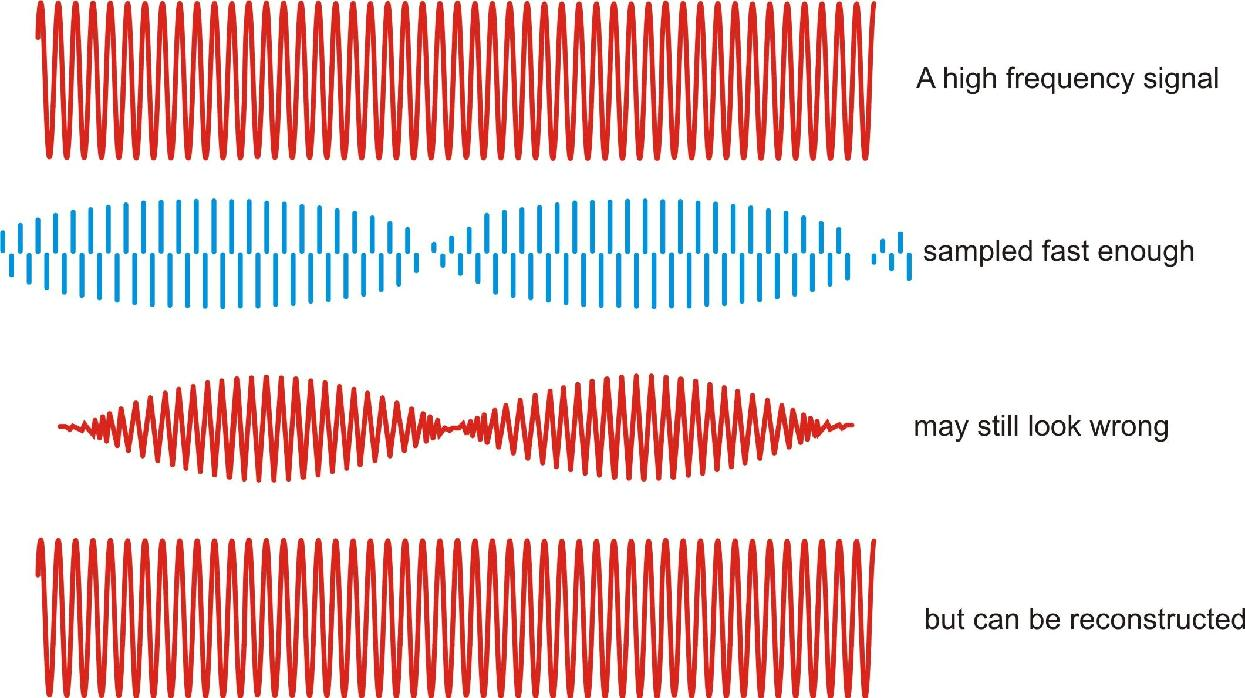 A high frequency signal
sampled fast enough
may still look wrong
but can be reconstructed